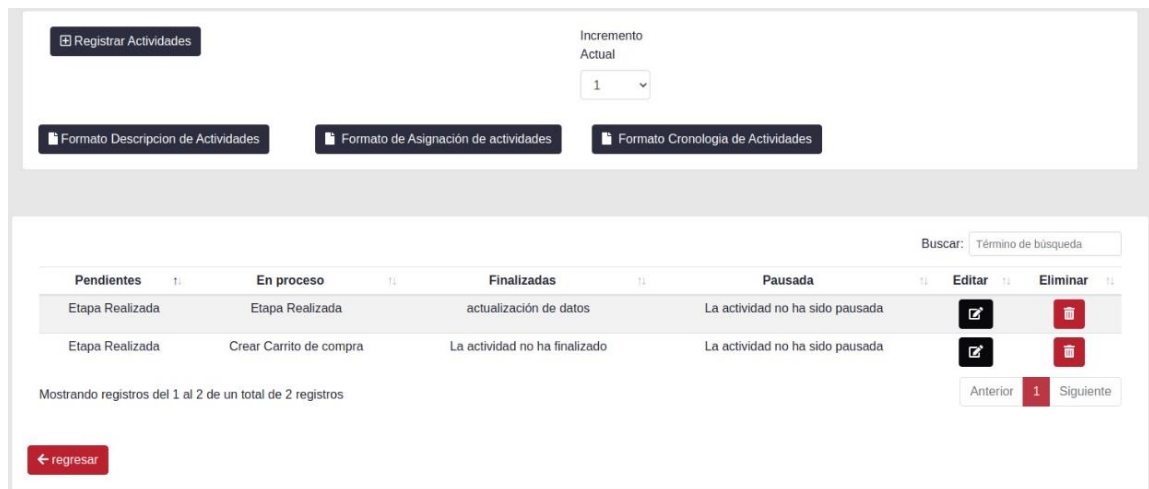 Registrar Actividades
Incremento
Actual
1
Formato Descripcion de Actividades
Formato de Asignación de actividades
Formato Cronologia de Actividades
Buscar: Término de búsqueda
Pendientes En proceso Finalizadas Pausada Editar Eliminar
Etapa Realizada Etapa Realizada actualización de datos La actividad no ha sido pausada
Etapa Realizada Crear Carrito de compra La actividad no ha finalizado La actividad no ha sido pausada
Mostrando registros del 1 al 2 de un total de 2 registros
Anterior 1 Siguiente
regresar